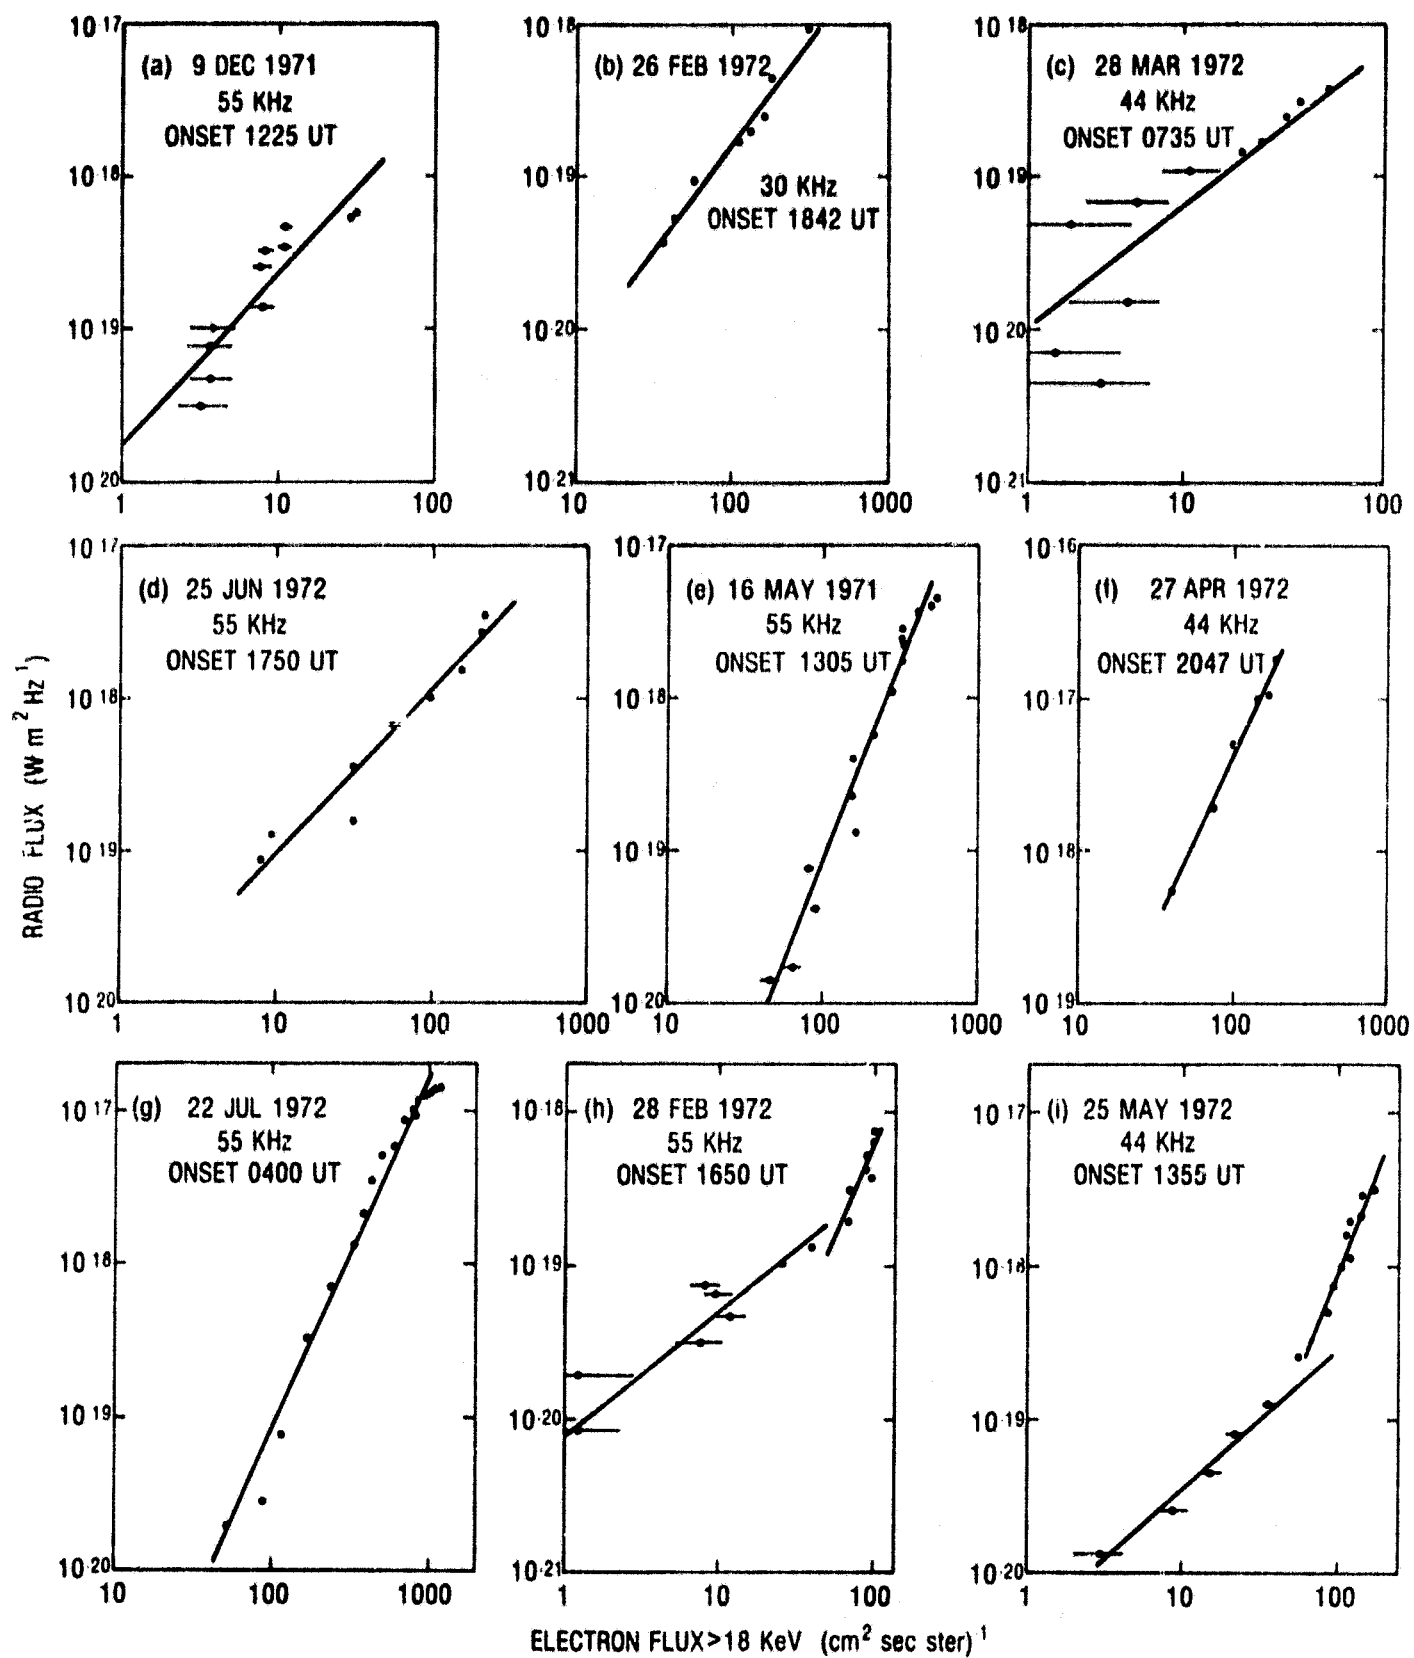 10-17
(a) 9 DEC 1971
55 KHz
ONSET 1225 UT
10-18
10-19
10-20
1 10 100
10-18
(b) 26 FEB 1972
30 KHz
ONSET 1842 UT
10-19
10-20
10-21
10 100 1000
10-18
(c) 28 MAR 1972
44 KHz
ONSET 0735 UT
10-19
10-20
10-21
1 10 100
10-17
(d) 25 JUN 1972
55 KHz
ONSET 1750 UT
10-18
10-19
10-20
1 10 100 1000
10-17
(e) 16 MAY 1971
55 KHz
ONSET 1305 UT
10-18
10-19
10-20
10 100 1000
10-16
(f) 27 APR 1972
44 KHz
ONSET 2047 UT
10-17
10-18
10-19
10 100 1000
RADIO FLUX (W m-2 Hz-1)
10-17
(g) 22 JUL 1972
55 KHz
ONSET 0400 UT
10-18
10-19
10-20
10 100 1000
10-18
(h) 28 FEB 1972
55 KHz
ONSET 1650 UT
10-19
10-20
10-21
1 10 100
10-17
(i) 25 MAY 1972
44 KHz
ONSET 1355 UT
10-18
10-19
10-20
1 10 100
ELECTRON FLUX>18 KeV (cm2 sec ster)-1